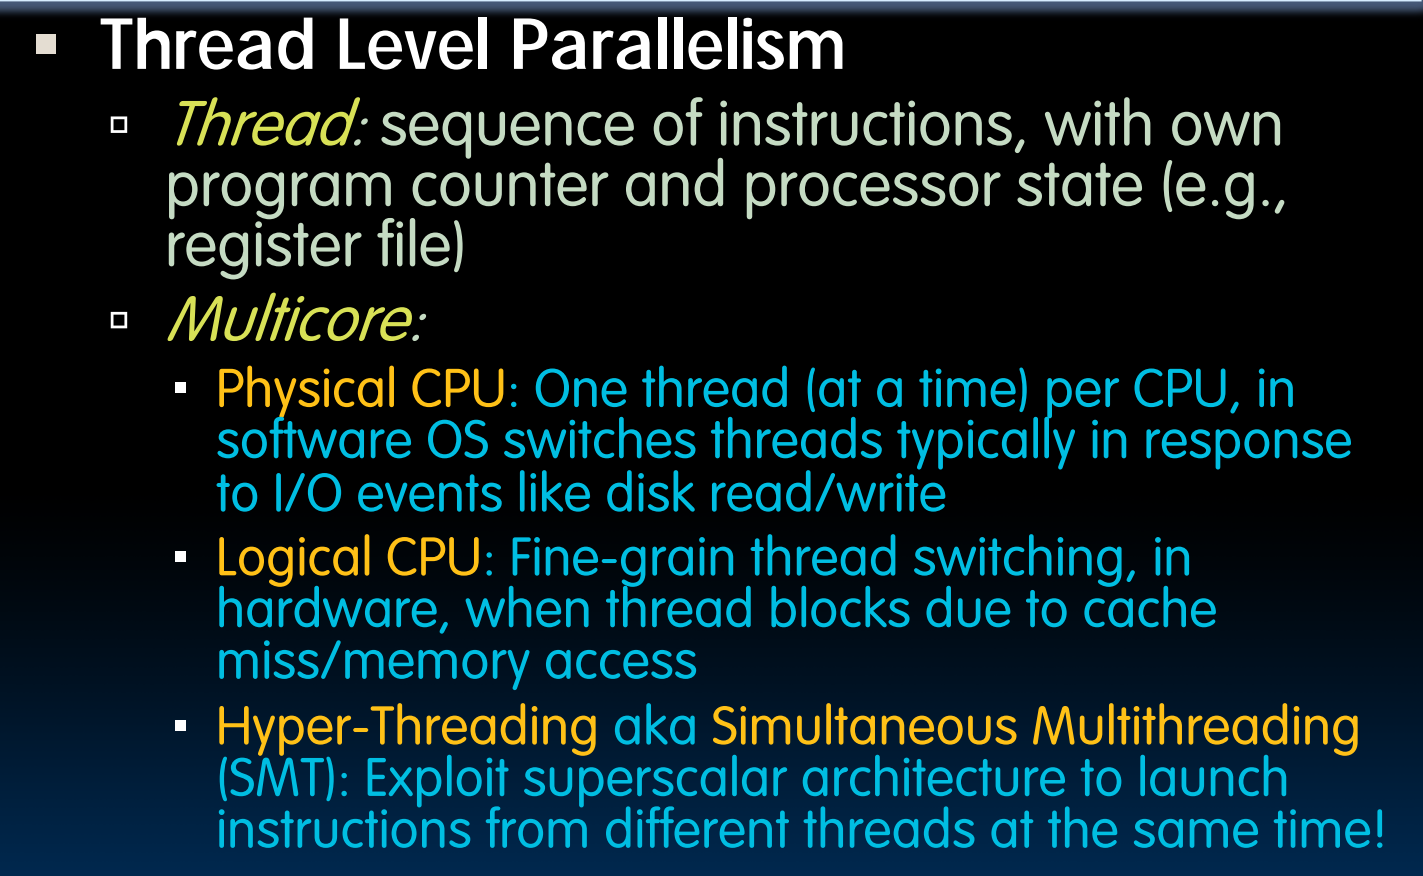 Thread Level Parallelism
Thread: sequence of instructions, with own
program counter and processor state (e.g.,
register file)
Multicore:
Physical CPU: One thread (at a time) per CPU, in
software OS switches threads typically in response
to I/O events like disk read/write
Logical CPU: Fine-grain thread switching, in
hardware, when thread blocks due to cache
miss/memory access
Hyper-Threading aka Simultaneous Multithreading
(SMT): Exploit superscalar architecture to launch
instructions from different threads at the same time!